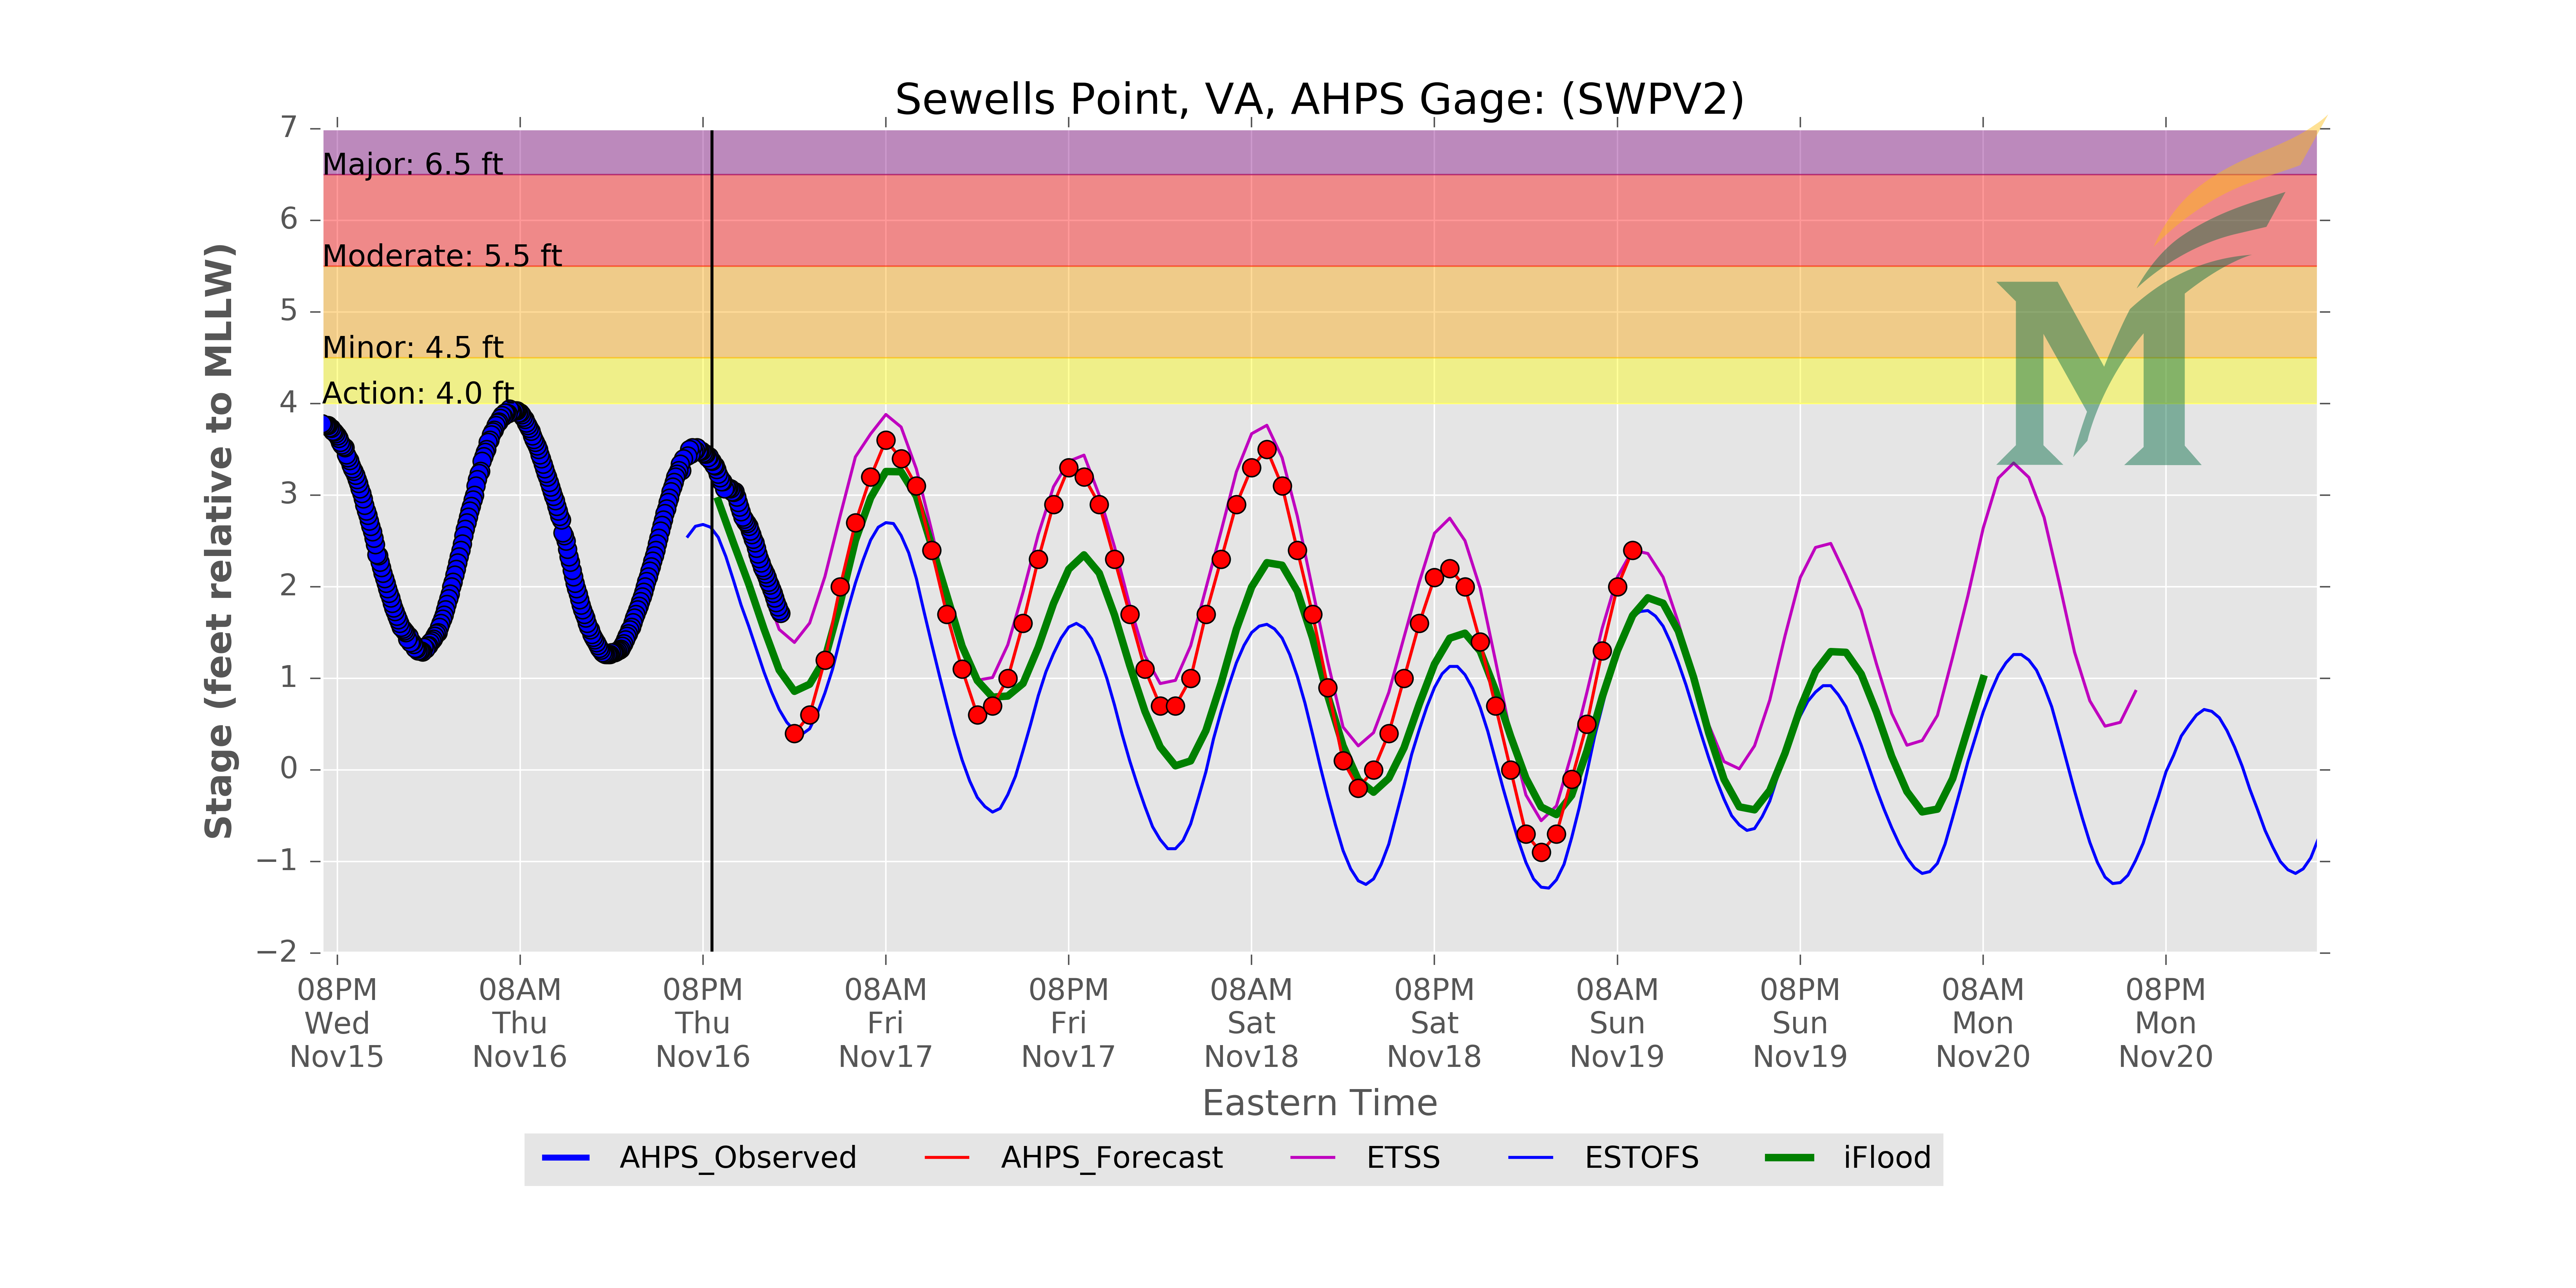 Sewells Point, VA, AHPS Gage: (SWPV2)
7
6
5
4
3
2
1
0
−1
−2
Stage (feet relative to MLLW)
Major: 6.5 ft
Moderate: 5.5 ft
Minor: 4.5 ft
Action: 4.0 ft
M
08PM
Wed
Nov15
08AM
Thu
Nov16
08PM
Thu
Nov16
08AM
Fri
Nov17
08PM
Fri
Nov17
08AM
Sat
Nov18
08PM
Sat
Nov18
08AM
Sun
Nov19
08PM
Sun
Nov19
08AM
Mon
Nov20
08PM
Mon
Nov20
Eastern Time
AHPS_Observed AHPS_Forecast ETSS ESTOFS iFlood